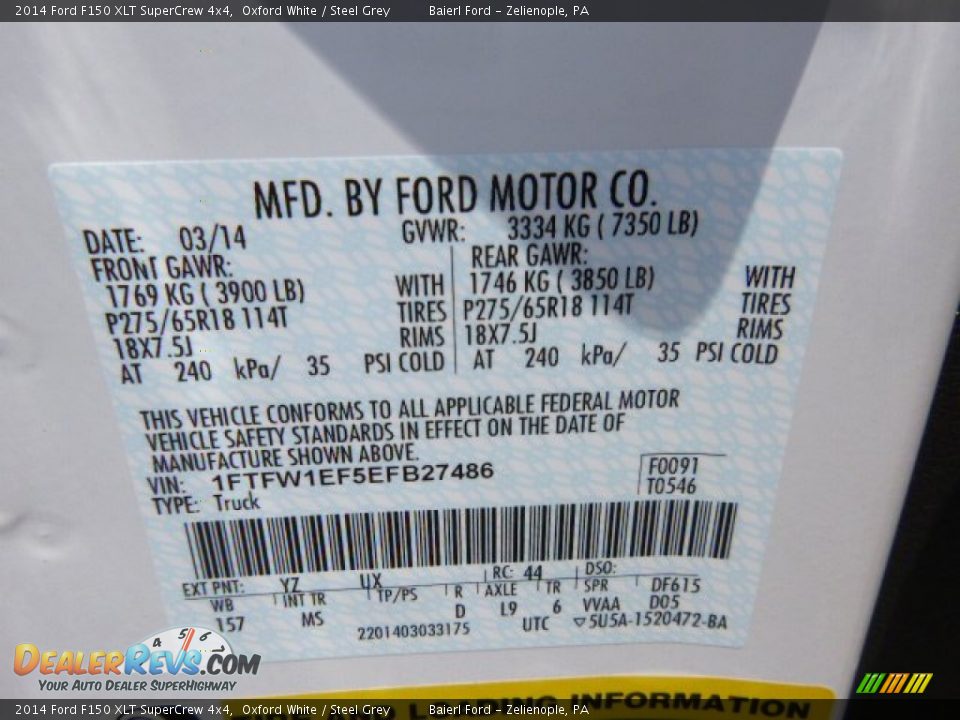 2014 Ford F150 XLT SuperCrew 4x4, Oxford White / Steel Grey Baierl Ford - Zelienople, PA
MFD. BY FORD MOTOR CO.
DATE: 03/14 GVWR: 3334 KG ( 7350 LB)
FRONT GAWR: REAR GAWR:
1769 KG ( 3900 LB) WITH 1746 KG ( 3850 LB) WITH
P275/65R18 114T TIRES P275/65R18 114T TIRES
18X7.5J RIMS 18X7.5J RIMS
AT 240 kPa/ 35 PSI COLD AT 240 kPa/ 35 PSI COLD
THIS VEHICLE CONFORMS TO ALL APPLICABLE FEDERAL MOTOR
VEHICLE SAFETY STANDARDS IN EFFECT ON THE DATE OF
MANUFACTURE SHOWN ABOVE.
VIN: 1FTFW1EF5EFB27486 F0091
TYPE: Truck T0546
EXT PNT: YZ UX RC: 44 DSO:
WB INT TR TP/PS R AXLE TR SPR DF615
157 MS D L9 6 VVAA D05
2201403033175 UTC ▽5U5A-1520472-BA
4 5 6
DEALERREVS.COM
YOUR AUTO DEALER SUPERHIGHWAY
INFORMATION
2014 Ford F150 XLT SuperCrew 4x4, Oxford White / Steel Grey Baierl Ford - Zelienople, PA